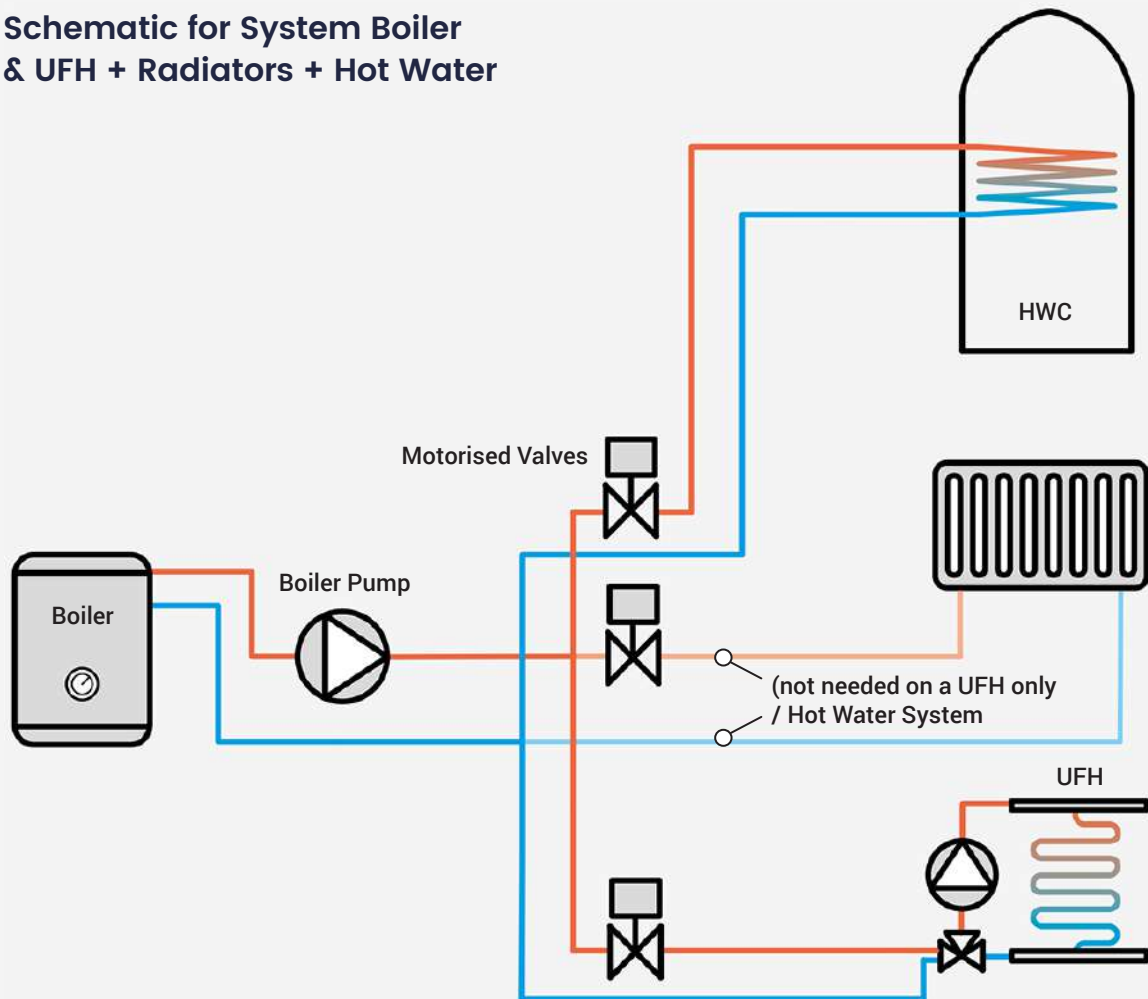 Schematic for System Boiler
& UFH + Radiators + Hot Water
HWC
Motorised Valves
Boiler Pump
Boiler
(not needed on a UFH only
/ Hot Water System
UFH